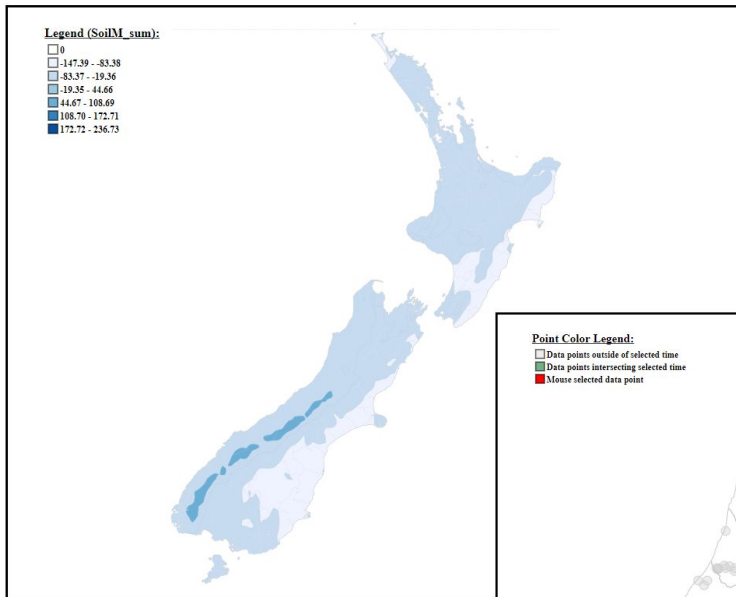 Legend (SoilM_sum):
0
-147.39 - -83.38
-83.37 - -19.36
-19.35 - 44.66
44.67 - 108.69
108.70 - 172.71
172.72 - 236.73
Point Color Legend:
Data points outside of selected time
Data points intersecting selected time
Mouse selected data point